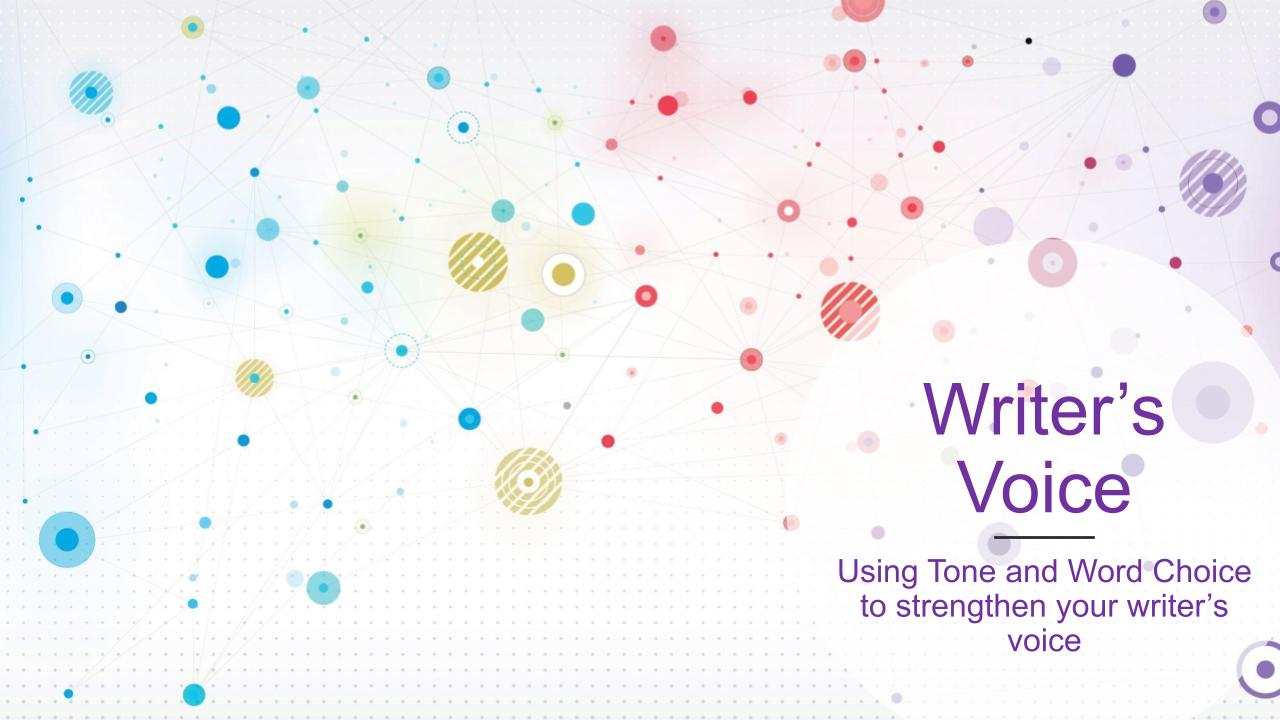 Writer’s
Voice
Using Tone and Word Choice
to strengthen your writer’s
voice